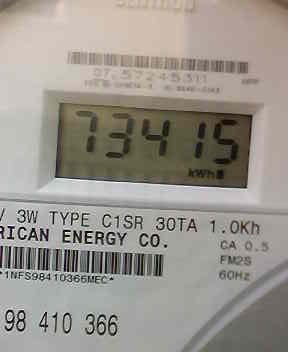 73415
kWh
V 3W TYPE C1SR 30TA 1.0Kh
RICAN ENERGY CO.
CA 0.5
FM2S
60Hz
*1NFS98410366MEC*
98 410 366